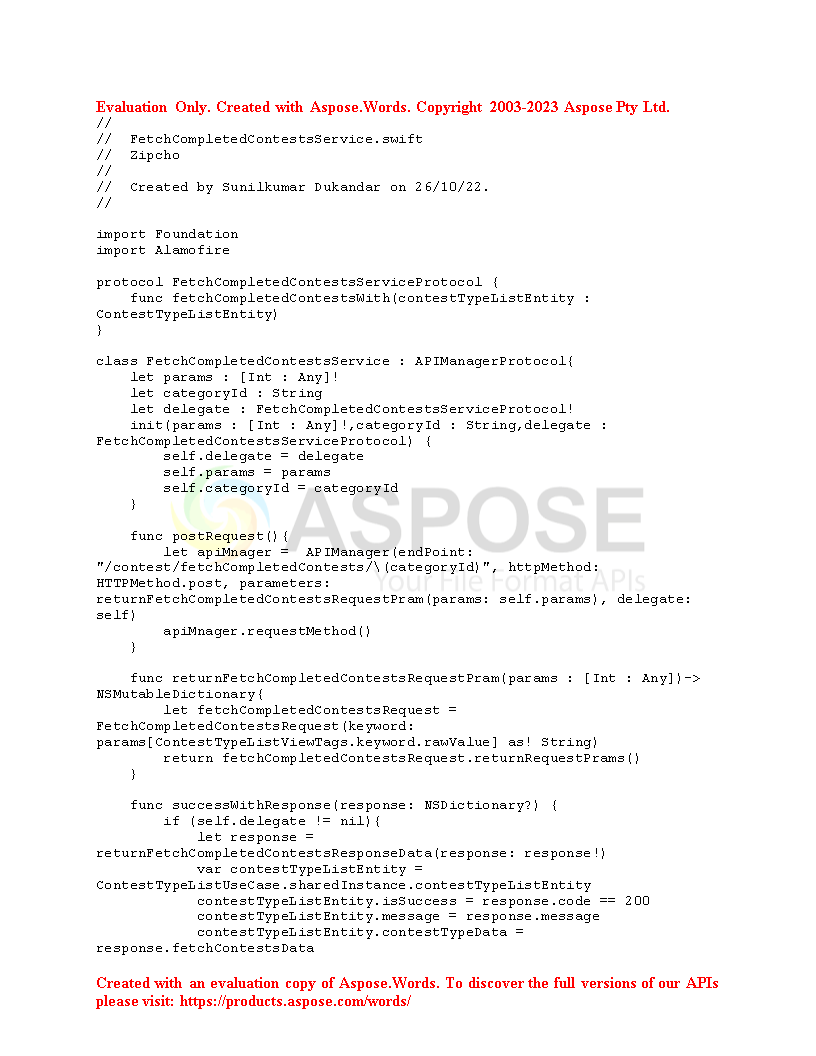 Evaluation Only. Created with Aspose.Words. Copyright 2003-2023 Aspose Pty Ltd.
//
//  FetchCompletedContestsService.swift
//  Zipcho
//
//  Created by Sunilkumar Dukandar on 26/10/22.
//
import Foundation
import Alamofire
protocol FetchCompletedContestsServiceProtocol {
    func fetchCompletedContestsWith(contestTypeListEntity :
ContestTypeListEntity)
}
class FetchCompletedContestsService : APIManagerProtocol{
    let params : [Int : Any]!
    let categoryId : String
    let delegate : FetchCompletedContestsServiceProtocol!
    init(params : [Int : Any]!,categoryId : String,delegate :
FetchCompletedContestsServiceProtocol) {
        self.delegate = delegate
        self.params = params
        self.categoryId = categoryId
    }
ASPOSE
Your File Format APIs
    func postRequest(){
        let apiMnager =  APIManager(endPoint:
"/contest/fetchCompletedContests/\(categoryId)", httpMethod:
HTTPMethod.post, parameters:
returnFetchCompletedContestsRequestPram(params: self.params), delegate:
self)
        apiMnager.requestMethod()
    }
    func returnFetchCompletedContestsRequestPram(params : [Int : Any])->
NSMutableDictionary{
        let fetchCompletedContestsRequest =
FetchCompletedContestsRequest(keyword:
params[ContestTypeListViewTags.keyword.rawValue] as! String)
        return fetchCompletedContestsRequest.returnRequestPrams()
    }
    func successWithResponse(response: NSDictionary?) {
        if (self.delegate != nil){
            let response =
returnFetchCompletedContestsResponseData(response: response!)
            var contestTypeListEntity =
ContestTypeListUseCase.sharedInstance.contestTypeListEntity
            contestTypeListEntity.isSuccess = response.code == 200
            contestTypeListEntity.message = response.message
            contestTypeListEntity.contestTypeData =
response.fetchContestsData
Created with an evaluation copy of Aspose.Words. To discover the full versions of our APIs
please visit: https://products.aspose.com/words/